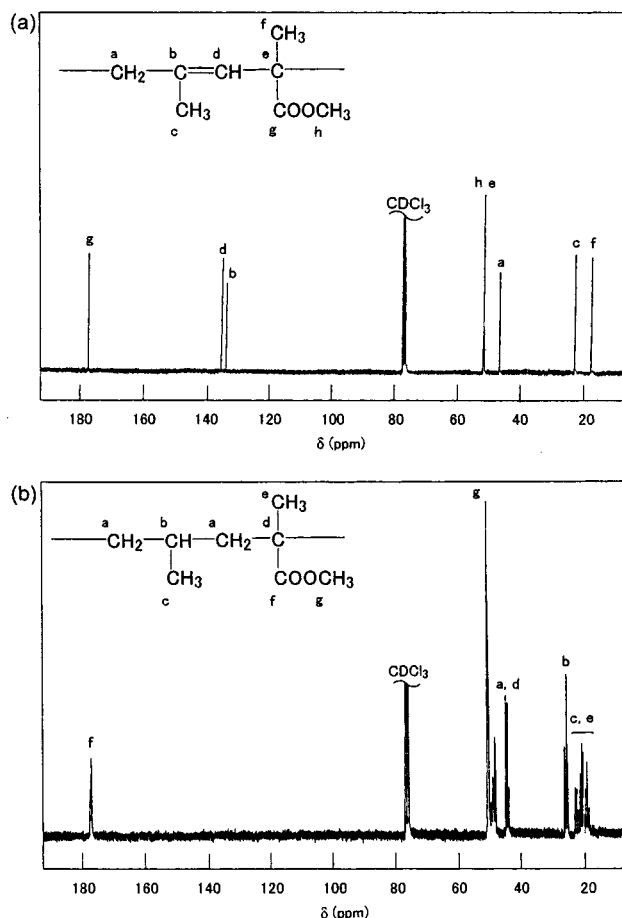 (a)
f CH₃
a b d e
CH₂ C CH C
CH₃ COOCH₃
c g h
CDCl₃
h e
g d b a c f
180 160 140 120 100 80 60 40 20
δ (ppm)
(b)
e CH₃
a b a d
CH₂ CH CH₂ C
CH₃ COOCH₃
c f g
g
CDCl₃
f a, d b c, e
180 160 140 120 100 80 60 40 20
δ (ppm)